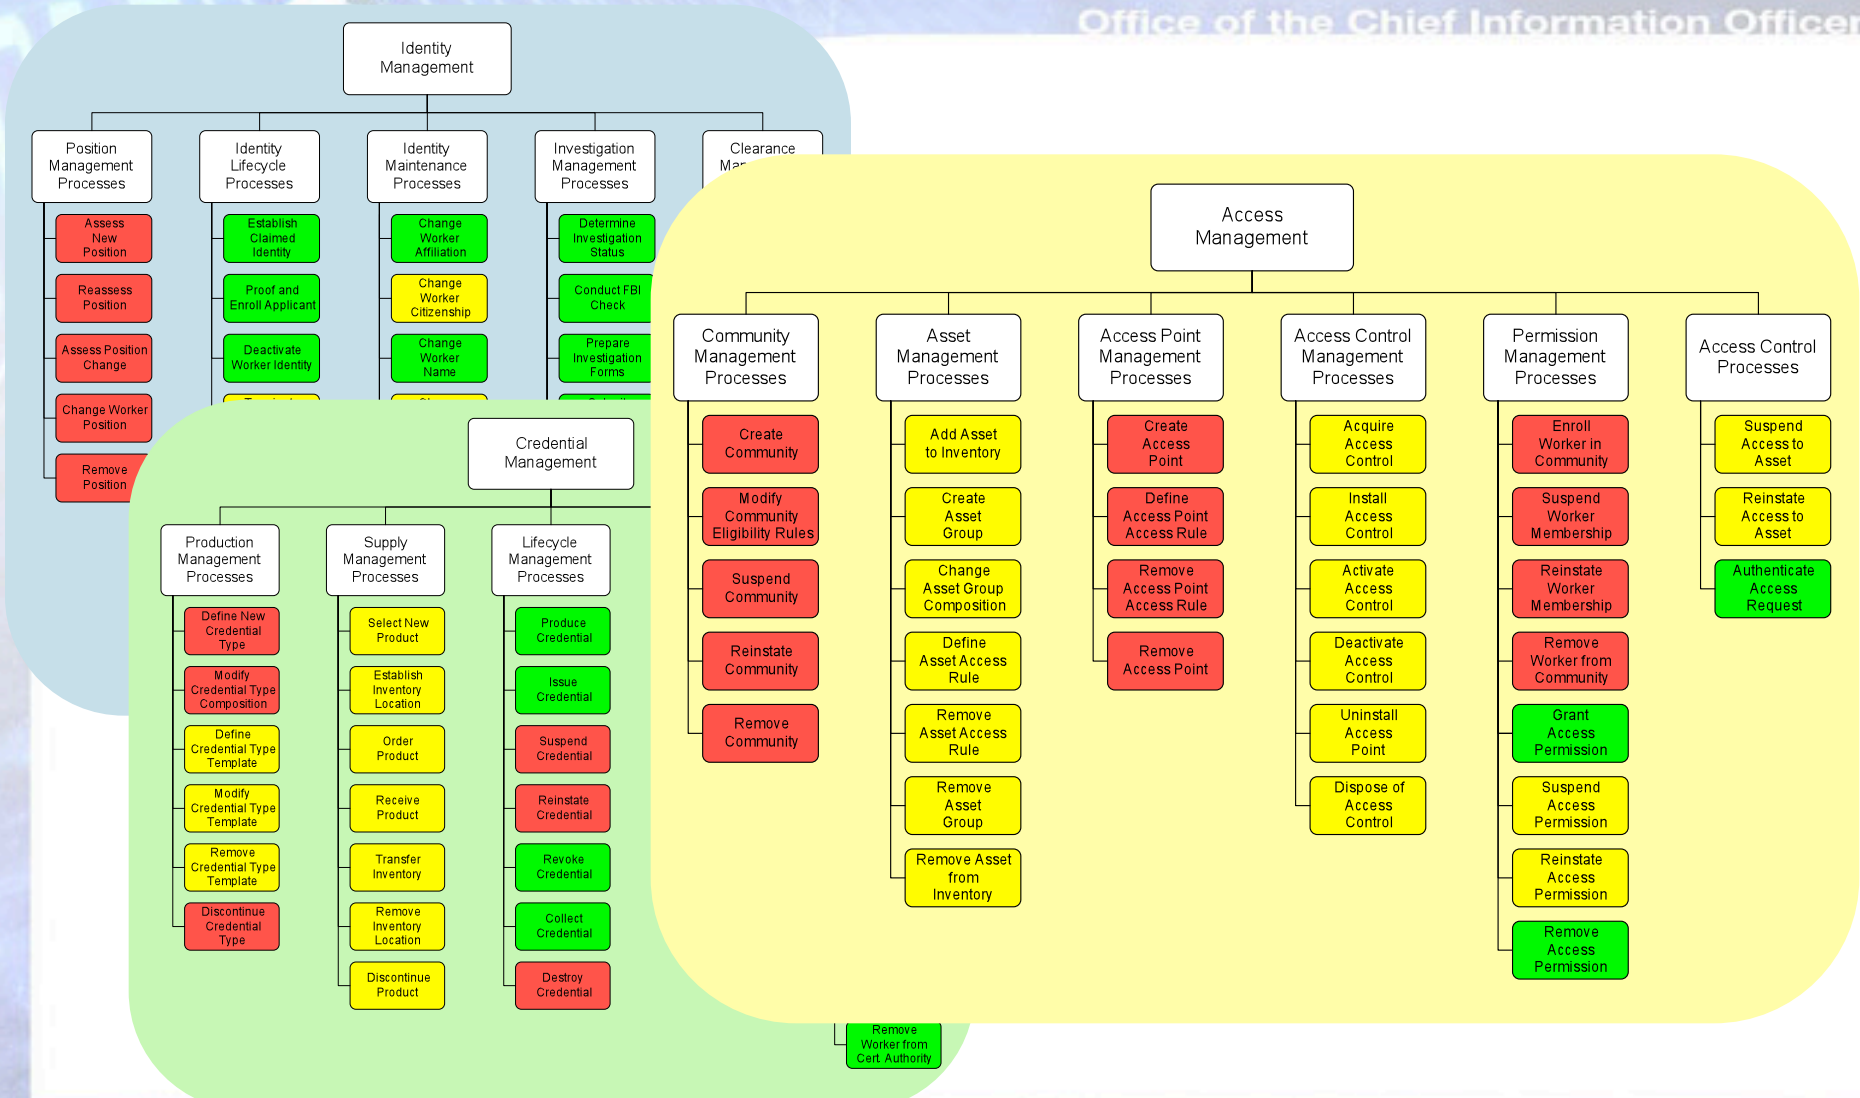 Office of the Chief Information Officer
Identity
Management
Position
Management
Processes
Assess
New
Position
Reassess
Position
Assess Position
Change
Change Worker
Position
Remove
Position
Identity
Lifecycle
Processes
Establish
Claimed
Identity
Proof and
Enroll Applicant
Deactivate
Worker Identity
Identity
Maintenance
Processes
Change
Worker
Affiliation
Change
Worker
Citizenship
Change
Worker
Name
Investigation
Management
Processes
Determine
Investigation
Status
Conduct FBI
Check
Prepare
Investigation
Forms
Clearance
Credential
Management
Production
Management
Processes
Define New
Credential
Type
Modify
Credential Type
Composition
Define
Credential Type
Template
Modify
Credential Type
Template
Remove
Credential Type
Template
Discontinue
Credential
Type
Supply
Management
Processes
Select New
Product
Establish
Inventory
Location
Order
Product
Receive
Product
Transfer
Inventory
Remove
Inventory
Location
Discontinue
Product
Lifecycle
Management
Processes
Produce
Credential
Issue
Credential
Suspend
Credential
Reinstate
Credential
Revoke
Credential
Collect
Credential
Destroy
Credential
Remove
Worker from
Cert. Authority
Access
Management
Community
Management
Processes
Create
Community
Modify
Community
Eligibility Rules
Suspend
Community
Reinstate
Community
Remove
Community
Asset
Management
Processes
Add Asset
to Inventory
Create
Asset
Group
Change
Asset Group
Composition
Define
Asset Access
Rule
Remove
Asset Access
Rule
Remove
Asset
Group
Remove Asset
from
Inventory
Access Point
Management
Processes
Create
Access
Point
Define
Access Point
Access Rule
Remove
Access Point
Access Rule
Remove
Access Point
Access Control
Management
Processes
Acquire
Access
Control
Install
Access
Control
Activate
Access
Control
Deactivate
Access
Control
Uninstall
Access
Point
Dispose of
Access
Control
Permission
Management
Processes
Enroll
Worker in
Community
Suspend
Worker
Membership
Reinstate
Worker
Membership
Remove
Worker from
Community
Grant
Access
Permission
Suspend
Access
Permission
Reinstate
Access
Permission
Remove
Access
Permission
Access Control
Processes
Suspend
Access to
Asset
Reinstate
Access to
Asset
Authenticate
Access
Request